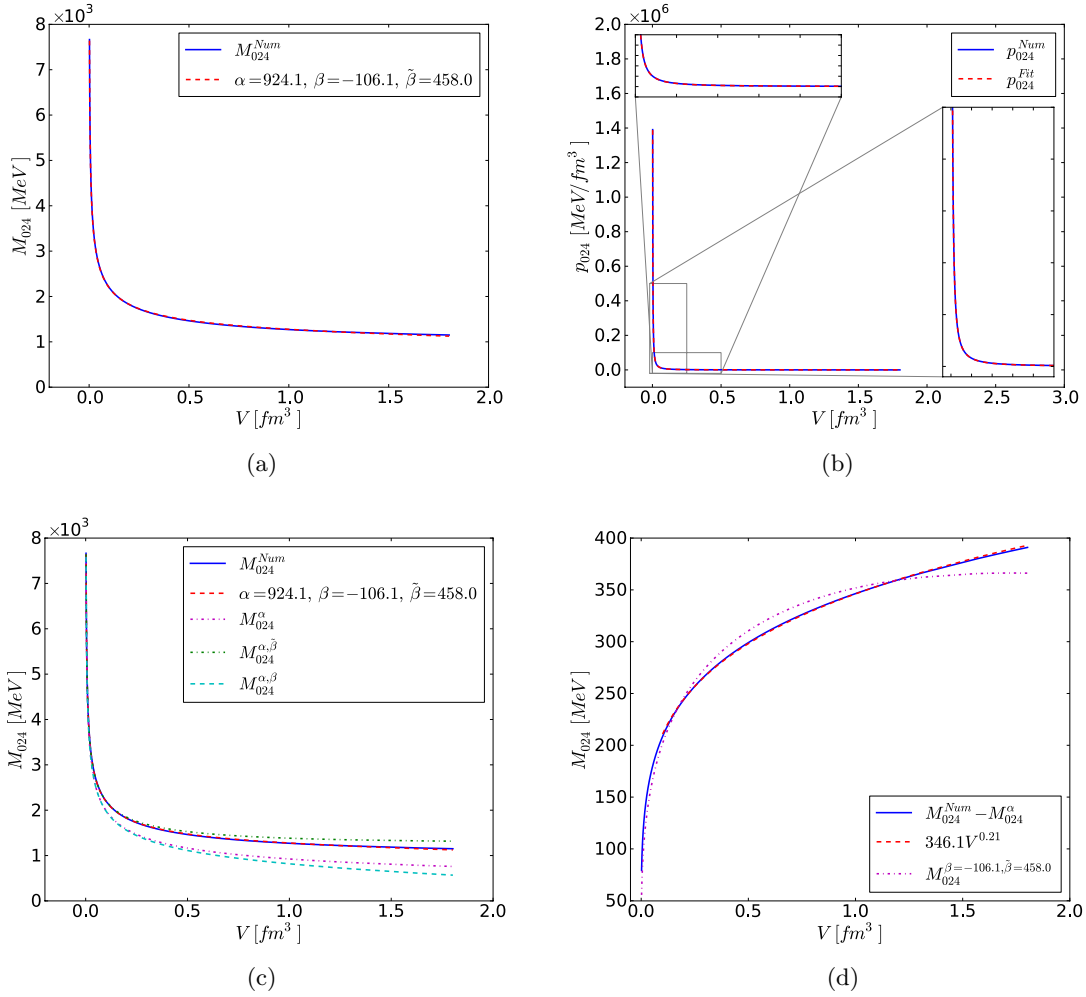 ×10³
8
7
6
5
4
3
2
1
0
M₀₂₄ [MeV]
0.0 0.5 1.0 1.5 2.0
V [fm³ ]
M₀₂₄^{Num}
α=924.1, β=−106.1, β̃=458.0
(a)
×10⁶
2.0
1.8
1.6
1.4
1.2
1.0
0.8
0.6
0.4
0.2
0.0
p₀₂₄ [MeV/fm³ ]
0.0 0.5 1.0 1.5 2.0 2.5 3.0
V [fm³ ]
p₀₂₄^{Num}
p₀₂₄^{Fit}
(b)
×10³
8
7
6
5
4
3
2
1
0
M₀₂₄ [MeV]
0.0 0.5 1.0 1.5 2.0
V [fm³ ]
M₀₂₄^{Num}
α=924.1, β=−106.1, β̃=458.0
M₀₂₄^{α}
M₀₂₄^{α,β̃}
M₀₂₄^{α,β}
(c)
400
350
300
250
200
150
100
50
M₀₂₄ [MeV]
0.0 0.5 1.0 1.5 2.0
V [fm³ ]
M₀₂₄^{Num} −M₀₂₄^{α}
346.1V^{0.21}
M₀₂₄^{β=−106.1,β̃=458.0}
(d)